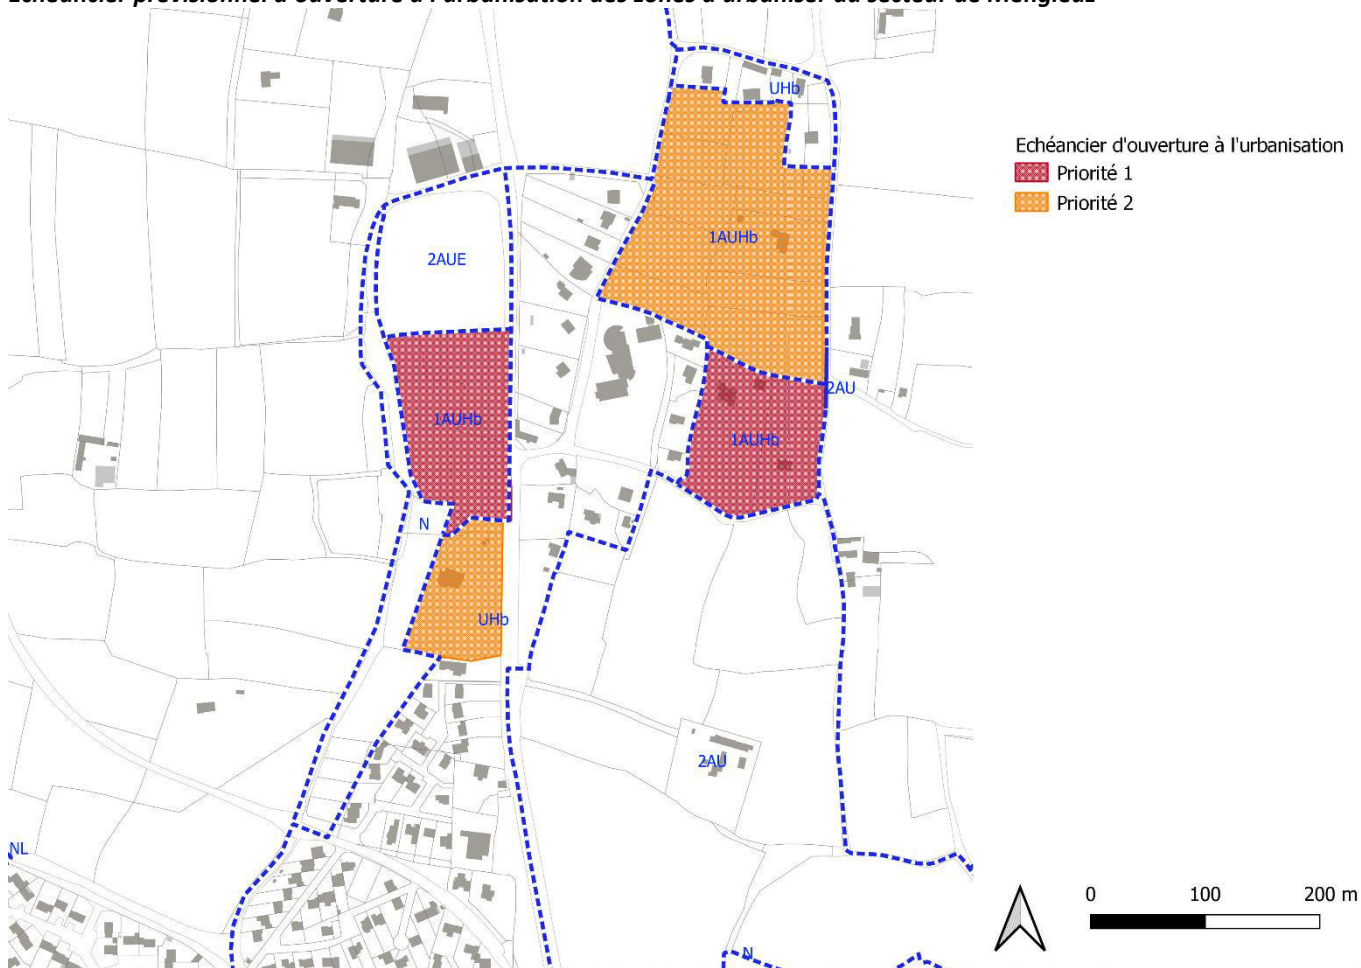 UHb
Echéancier d'ouverture à l'urbanisation
Priorité 1
Priorité 2
1AUHb
2AUE
2AU
1AUHb
1AUHb
N
UHb
2AU
NL
0 100 200 m
N